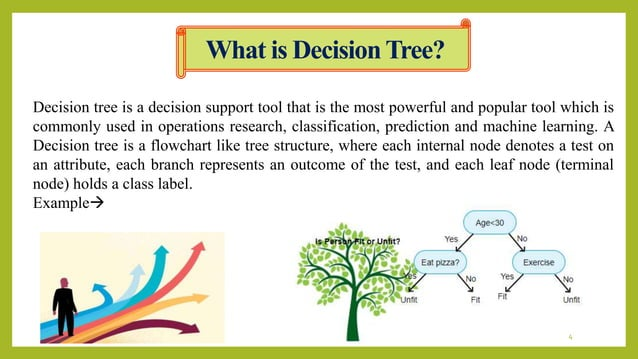 What is Decision Tree?
Decision tree is a decision support tool that is the most powerful and popular tool which is
commonly used in operations research, classification, prediction and machine learning. A
Decision tree is a flowchart like tree structure, where each internal node denotes a test on
an attribute, each branch represents an outcome of the test, and each leaf node (terminal
node) holds a class label.
Example→
Is Person Fit or Unfit?
Age<30
Yes
No
Eat pizza?
Exercise
Yes
No
Yes
No
Unfit
Fit
Fit
Unfit
4